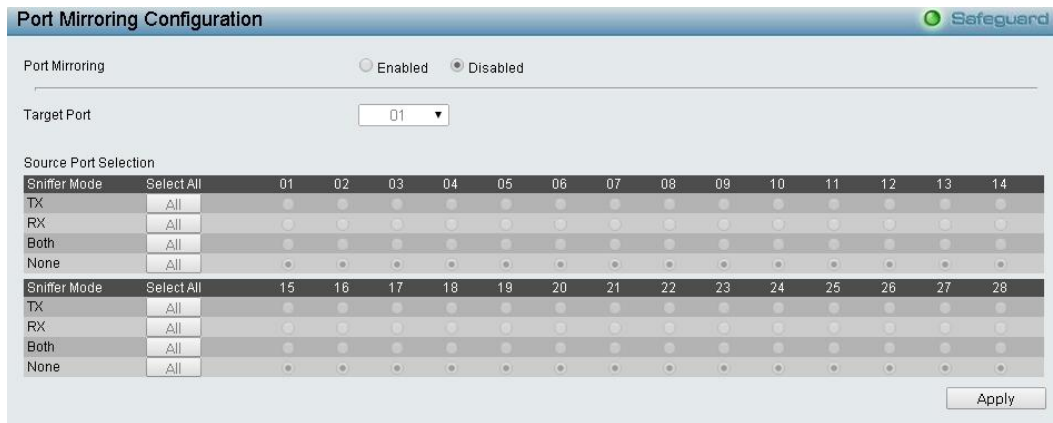 Port Mirroring Configuration Safeguard
Port Mirroring Enabled Disabled
Target Port 01
Source Port Selection
Sniffer Mode Select All 01 02 03 04 05 06 07 08 09 10 11 12 13 14
TX All
RX All
Both All
None All
Sniffer Mode Select All 15 16 17 18 19 20 21 22 23 24 25 26 27 28
TX All
RX All
Both All
None All
Apply